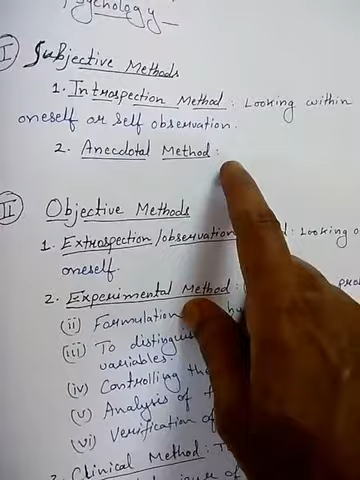 Psychology
I Subjective Methods
1. Introspection Method: Looking within
oneself or self observation.
2. Anecdotal Method:
II Objective Methods
1. Extrospection/observation Looking
oneself.
2. Experimental Method:
(ii) Formulation
(iii) To distinguish
variables.
(iv) Controlling the
(v) Analysis of
(vi) Verification of
3. Clinical Method: